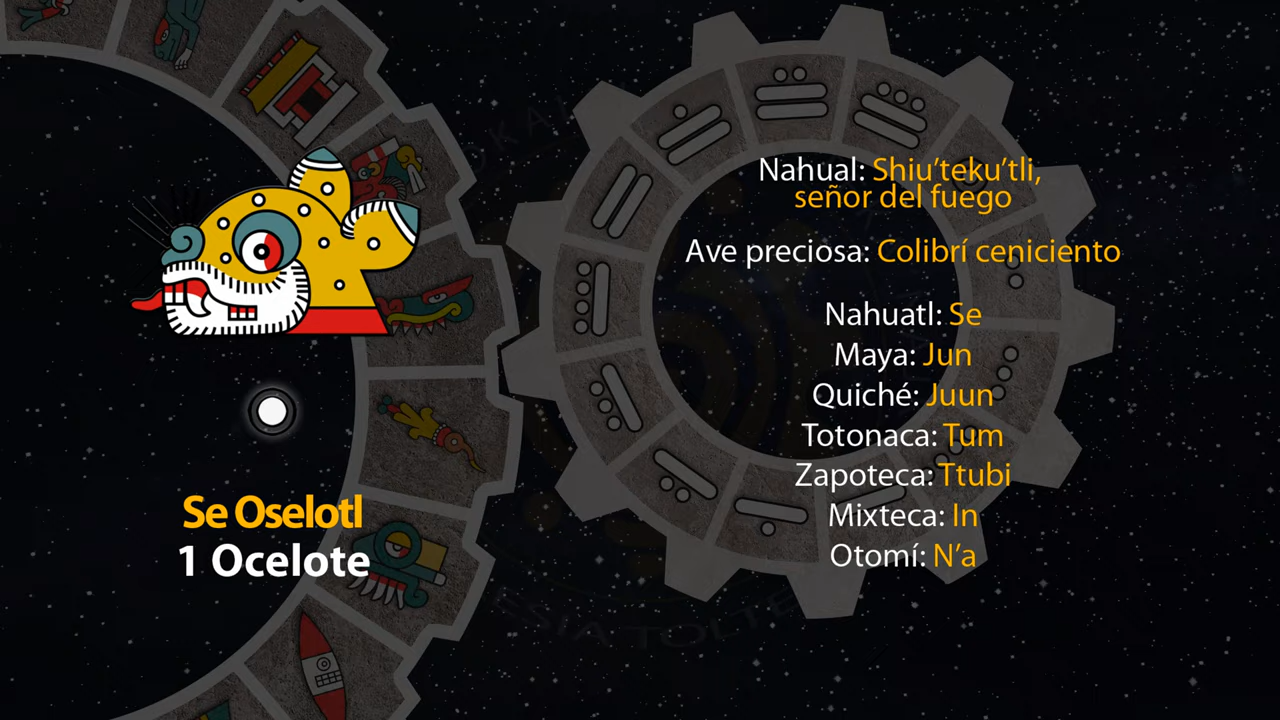 Se Oselotl
1 Ocelote
Nahual: Shiu’teku’tli,
señor del fuego
Ave preciosa: Colibrí ceniciento
Nahuatl: Se
Maya: Jun
Quiché: Juun
Totonaca: Tum
Zapoteca: Ttubi
Mixteca: In
Otomí: N’a